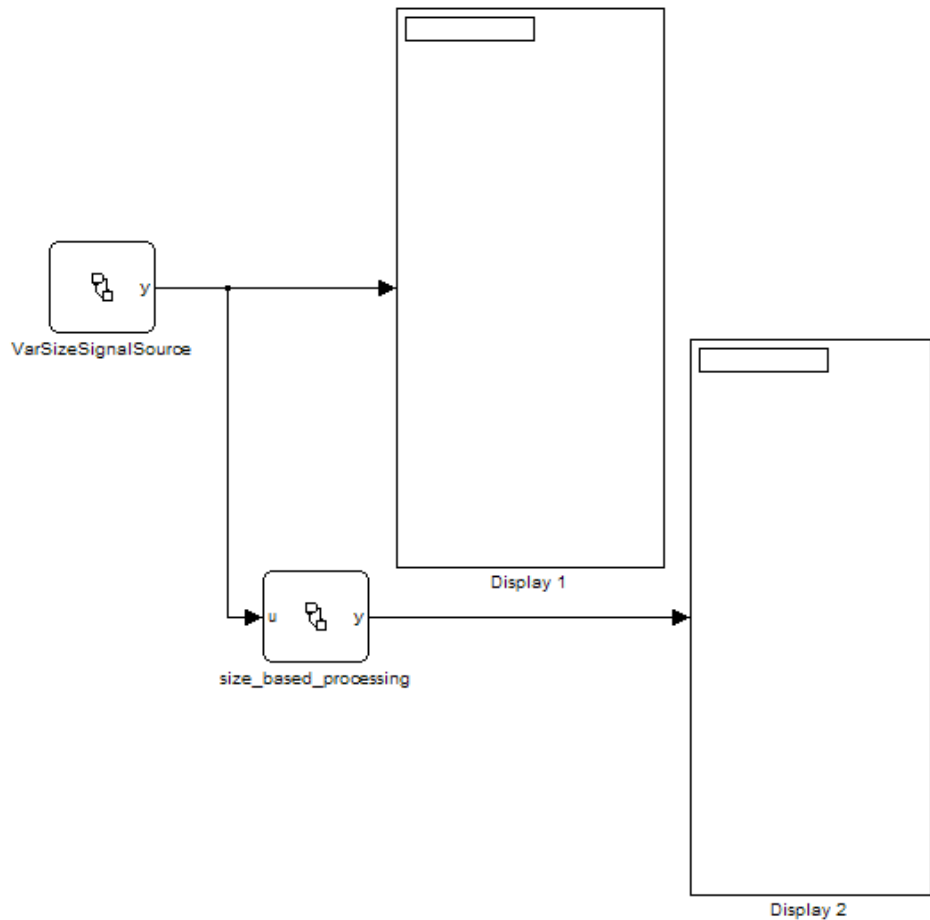 y
VarSizeSignalSource
Display 1
u
y
size_based_processing
Display 2